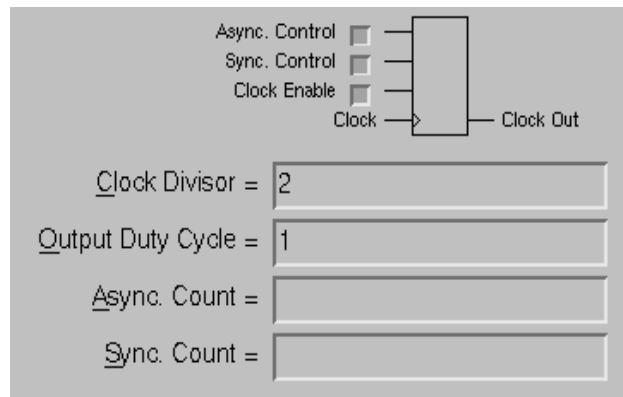 Async. Control
Sync. Control
Clock Enable
Clock
Clock Out
Clock Divisor = 2
Output Duty Cycle = 1
Async. Count =
Sync. Count =